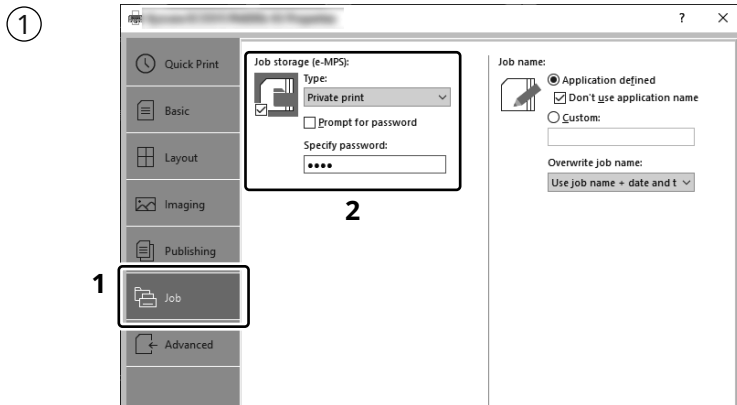 1
? ×
Quick Print
Basic
Layout
Imaging
Publishing
1
Job
Advanced
Job storage (e-MPS):
Type:
Private print
Prompt for password
Specify password:
••••
2
Job name:
Application defined
Don't use application name
Custom:
Overwrite job name:
Use job name + date and t